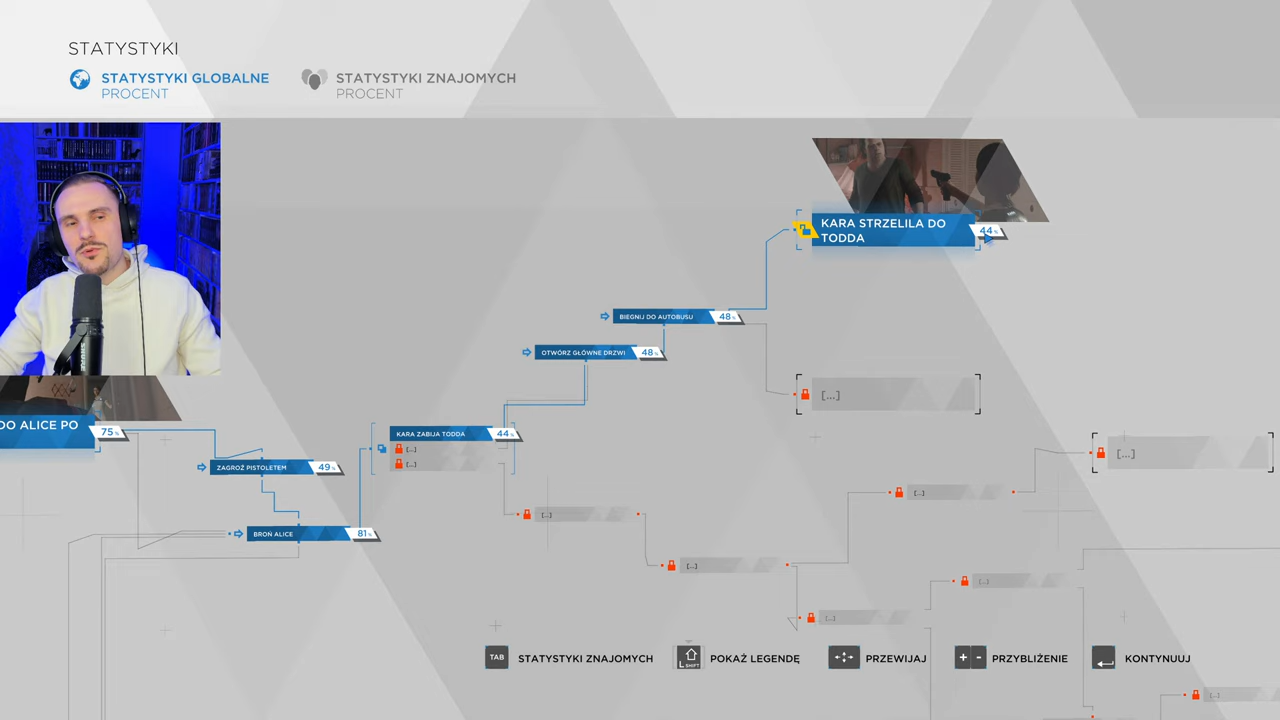 STATYSTYKI
STATYSTYKI GLOBALNE
PROCENT
STATYSTYKI ZNAJOMYCH
PROCENT
KARA STRZELILA DO
TODDA
44%
BIEGNIJ DO AUTOBUSU
48%
OTWÓRZ GŁÓWNE DRZWI
48%
[...]
DO ALICE PO
75%
KARA ZABIJA TODDA
44%
[...]
[...]
[...]
ZAGROŹ PISTOLETEM
49%
[...]
[...]
BROŃ ALICE
81%
[...]
[...]
[...]
TAB
STATYSTYKI ZNAJOMYCH
L SHIFT
POKAŻ LEGENDĘ
PRZEWIJAJ
+ -
PRZYBLIŻENIE
KONTYNUUJ
[...]